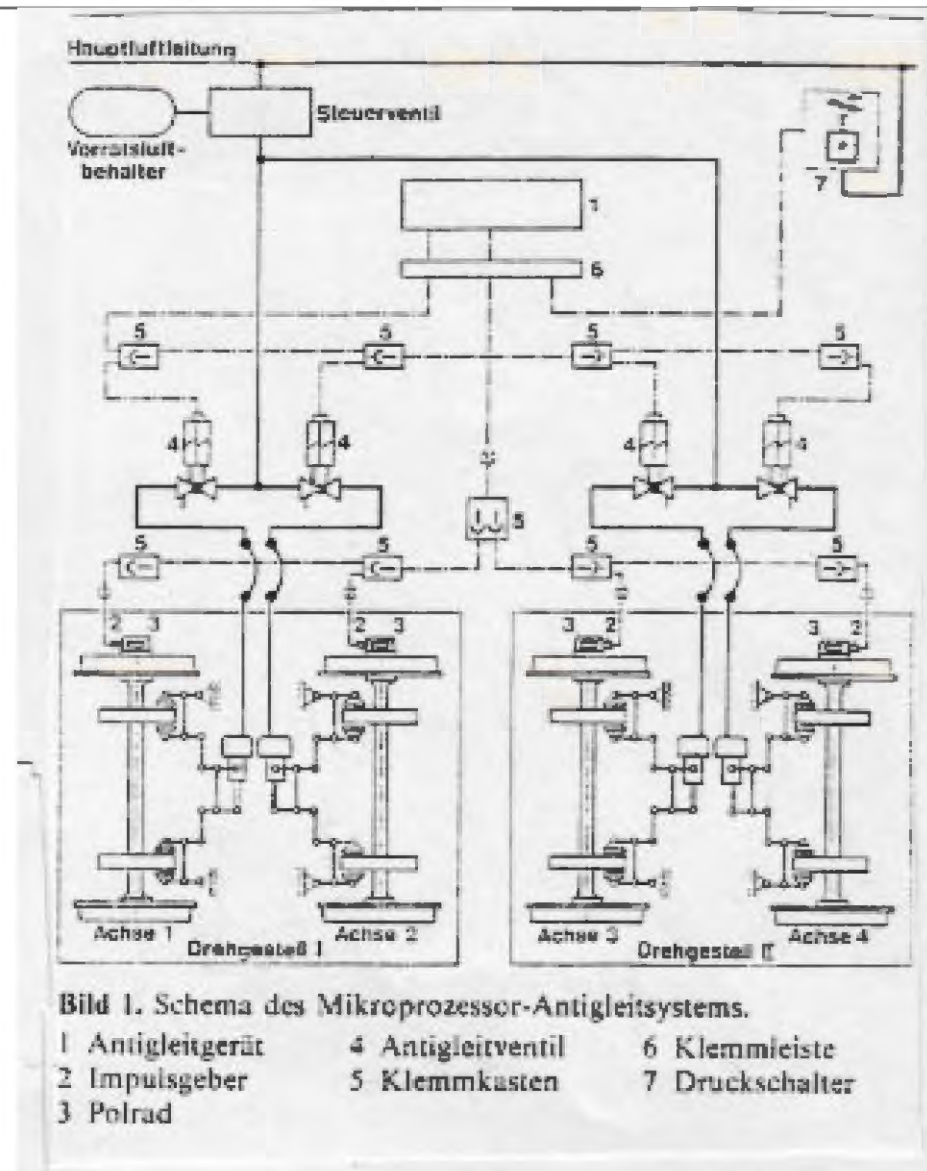 Hauptluftleitung
Steuerventil
Vorratsluft-
behälter
7
1
6
5 5 5 5
4 4 4 4
5
5 5 5 5
2 3 2 3 3 2 3 2
Achse 1 Achse 2 Achse 3 Achse 4
Drehgestell I Drehgestell II
Bild 1. Schema des Mikroprozessor-Antigleitsystems.
1 Antigleitgerät 4 Antigleitventil 6 Klemmleiste
2 Impulsgeber 5 Klemmkasten 7 Druckschalter
3 Polrad